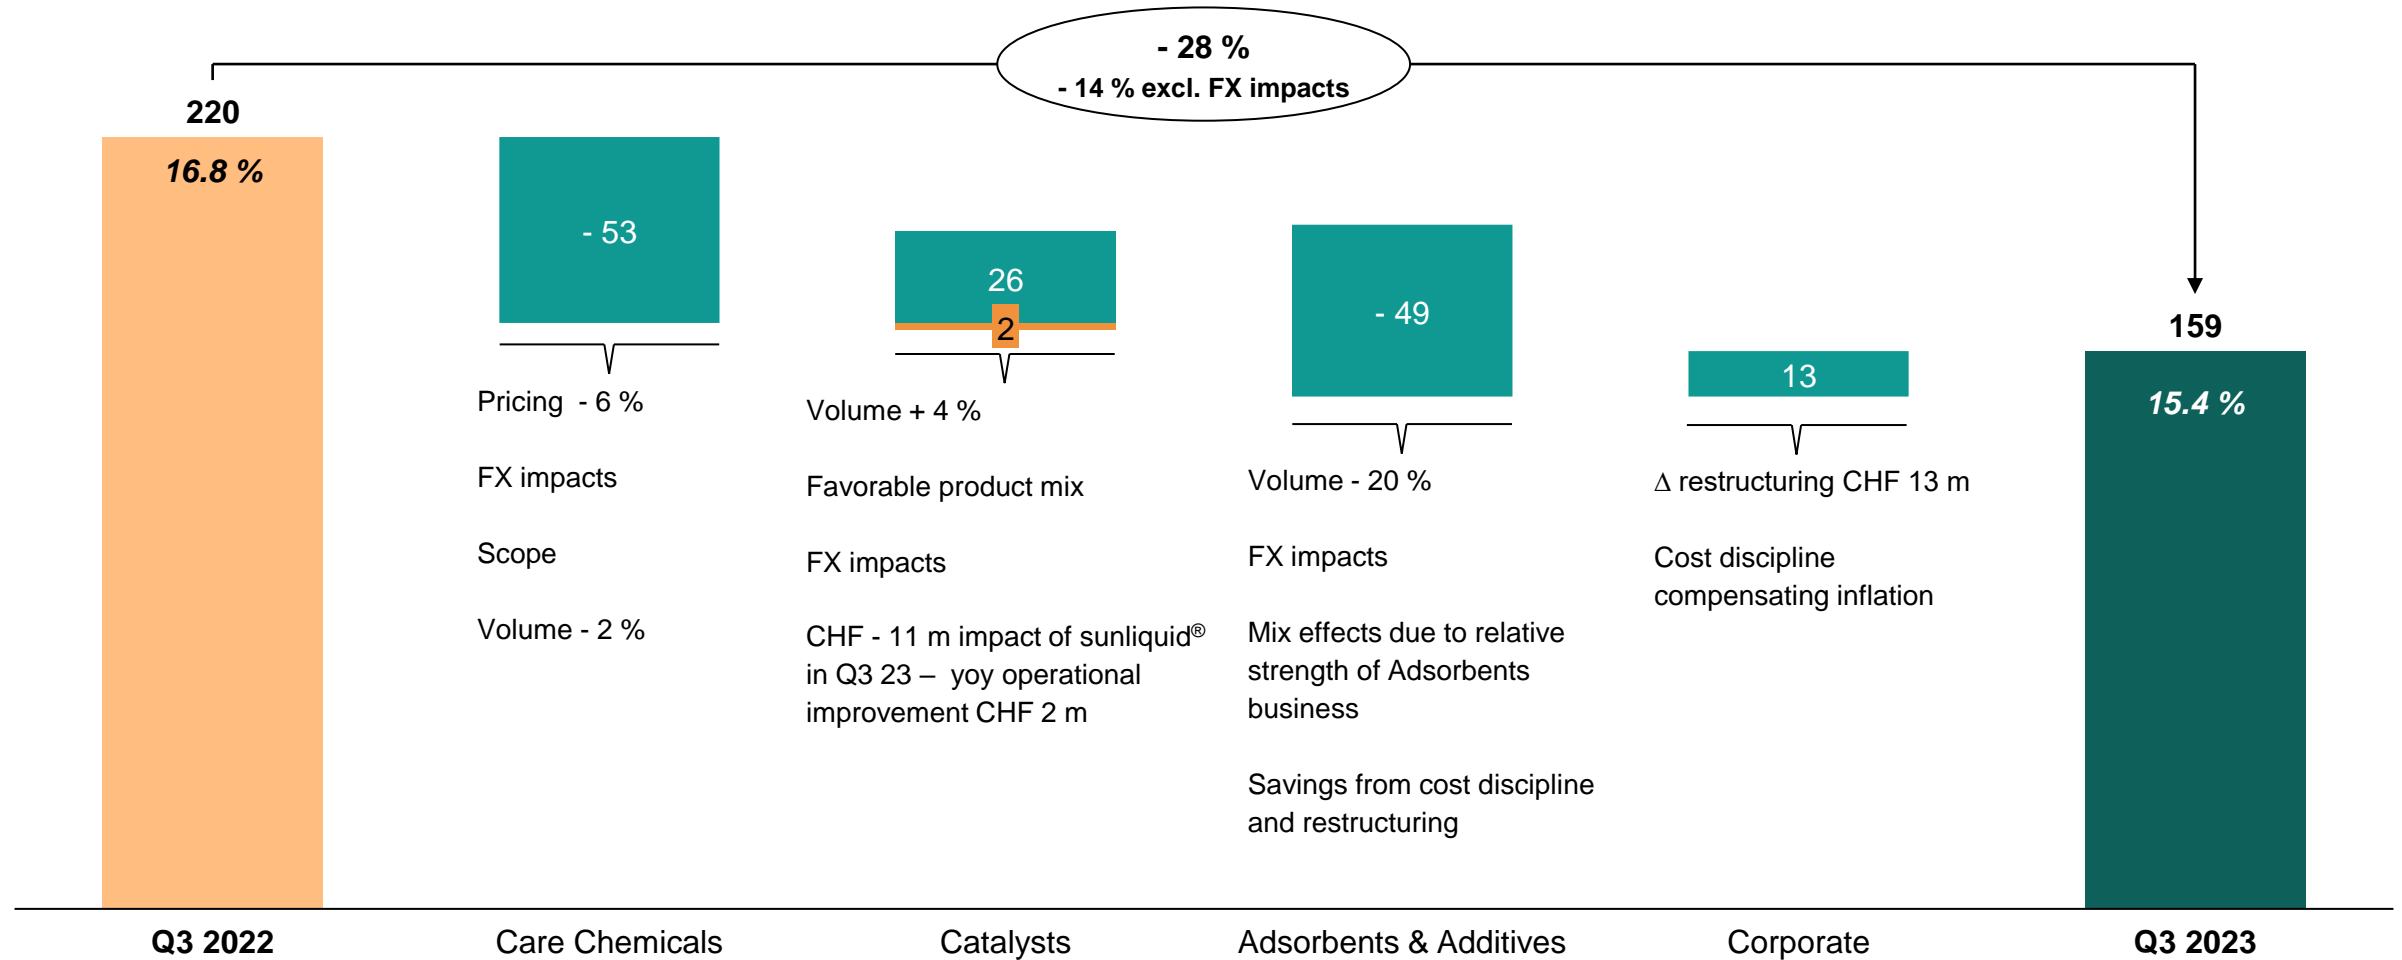 - 28 %
- 14 % excl. FX impacts
220
16.8 %
- 53
26
2
- 49
13
159
15.4 %
Pricing  - 6 %
FX impacts
Scope
Volume - 2 %
Volume + 4 %
Favorable product mix
FX impacts
CHF - 11 m impact of sunliquid®
in Q3 23 –  yoy operational
improvement CHF 2 m
Volume - 20 %
FX impacts
Mix effects due to relative
strength of Adsorbents
business
Savings from cost discipline
and restructuring
∆ restructuring CHF 13 m
Cost discipline
compensating inflation
Q3 2022
Care Chemicals
Catalysts
Adsorbents & Additives
Corporate
Q3 2023